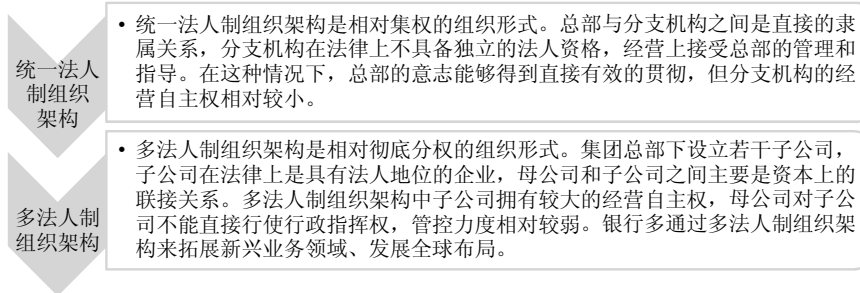 统一法人
制组织
架构
• 统一法人制组织架构是相对集权的组织形式。总部与分支机构之间是直接的隶
属关系，分支机构在法律上不具备独立的法人资格，经营上接受总部的管理和
指导。在这种情况下，总部的意志能够得到直接有效的贯彻，但分支机构的经
营自主权相对较小。
多法人制
组织架构
• 多法人制组织架构是相对彻底分权的组织形式。集团总部下设立若干子公司，
子公司在法律上是具有法人地位的企业，母公司和子公司之间主要是资本上的
联接关系。多法人制组织架构中子公司拥有较大的经营自主权，母公司对子公
司不能直接行使行政指挥权，管控力度相对较弱。银行多通过多法人制组织架
构来拓展新兴业务领域、发展全球布局。